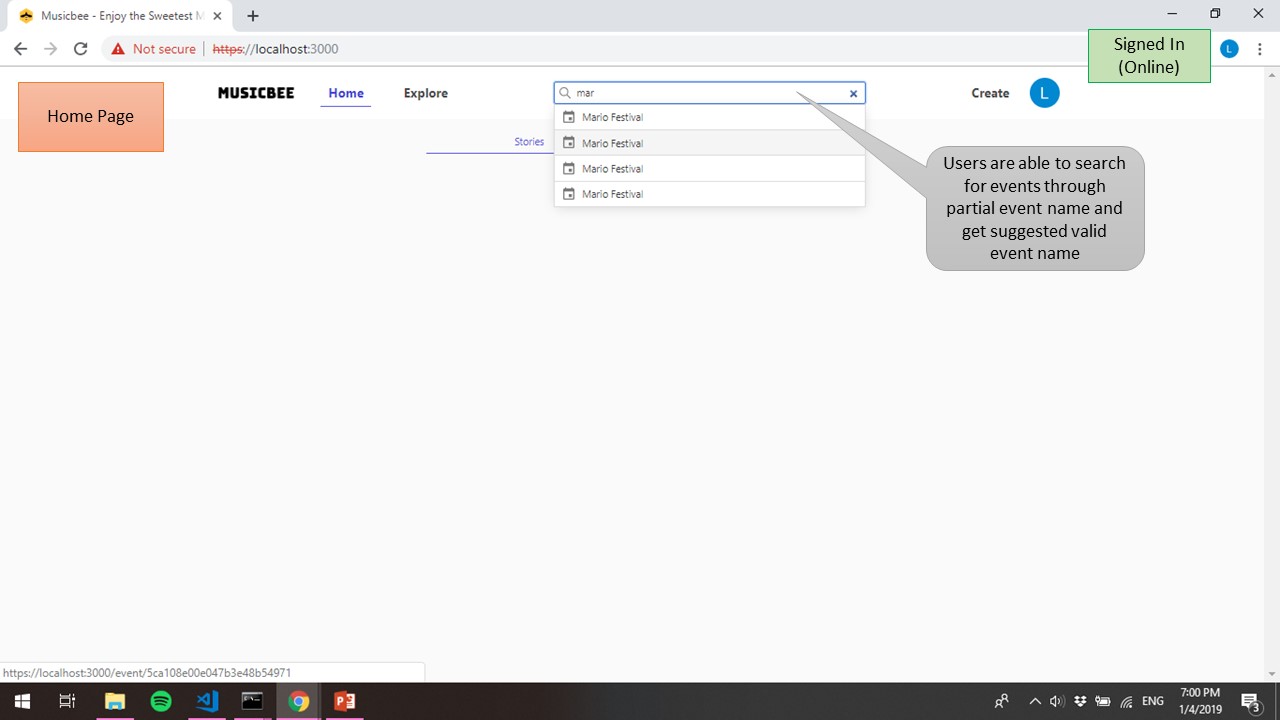 Musicbee - Enjoy the Sweetest M
Not secure
https://localhost:3000
L
Signed In
(Online)
Home Page
MUSICBEE
Home
Explore
mar
Create
L
Mario Festival
Mario Festival
Mario Festival
Mario Festival
Stories
Users are able to search
for events through
partial event name and
get suggested valid
event name
https://localhost:3000/event/5ca108e00e047b3e48b54971
ENG
7:00 PM
1/4/2019
3